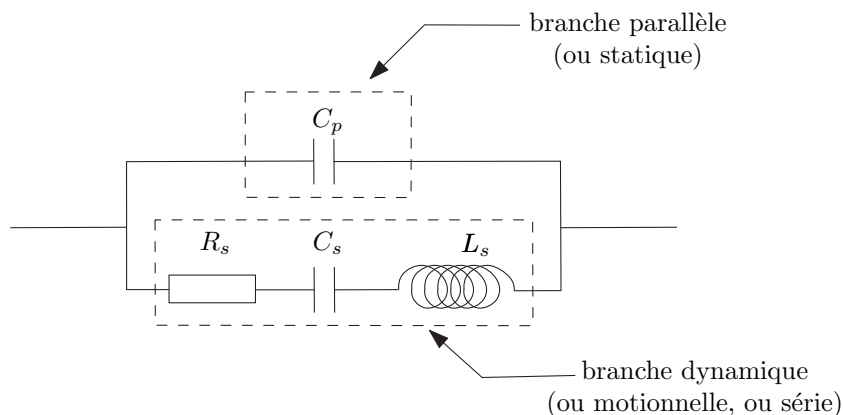 branche parallèle
(ou statique)
C_p
R_s C_s L_s
branche dynamique
(ou motionnelle, ou série)